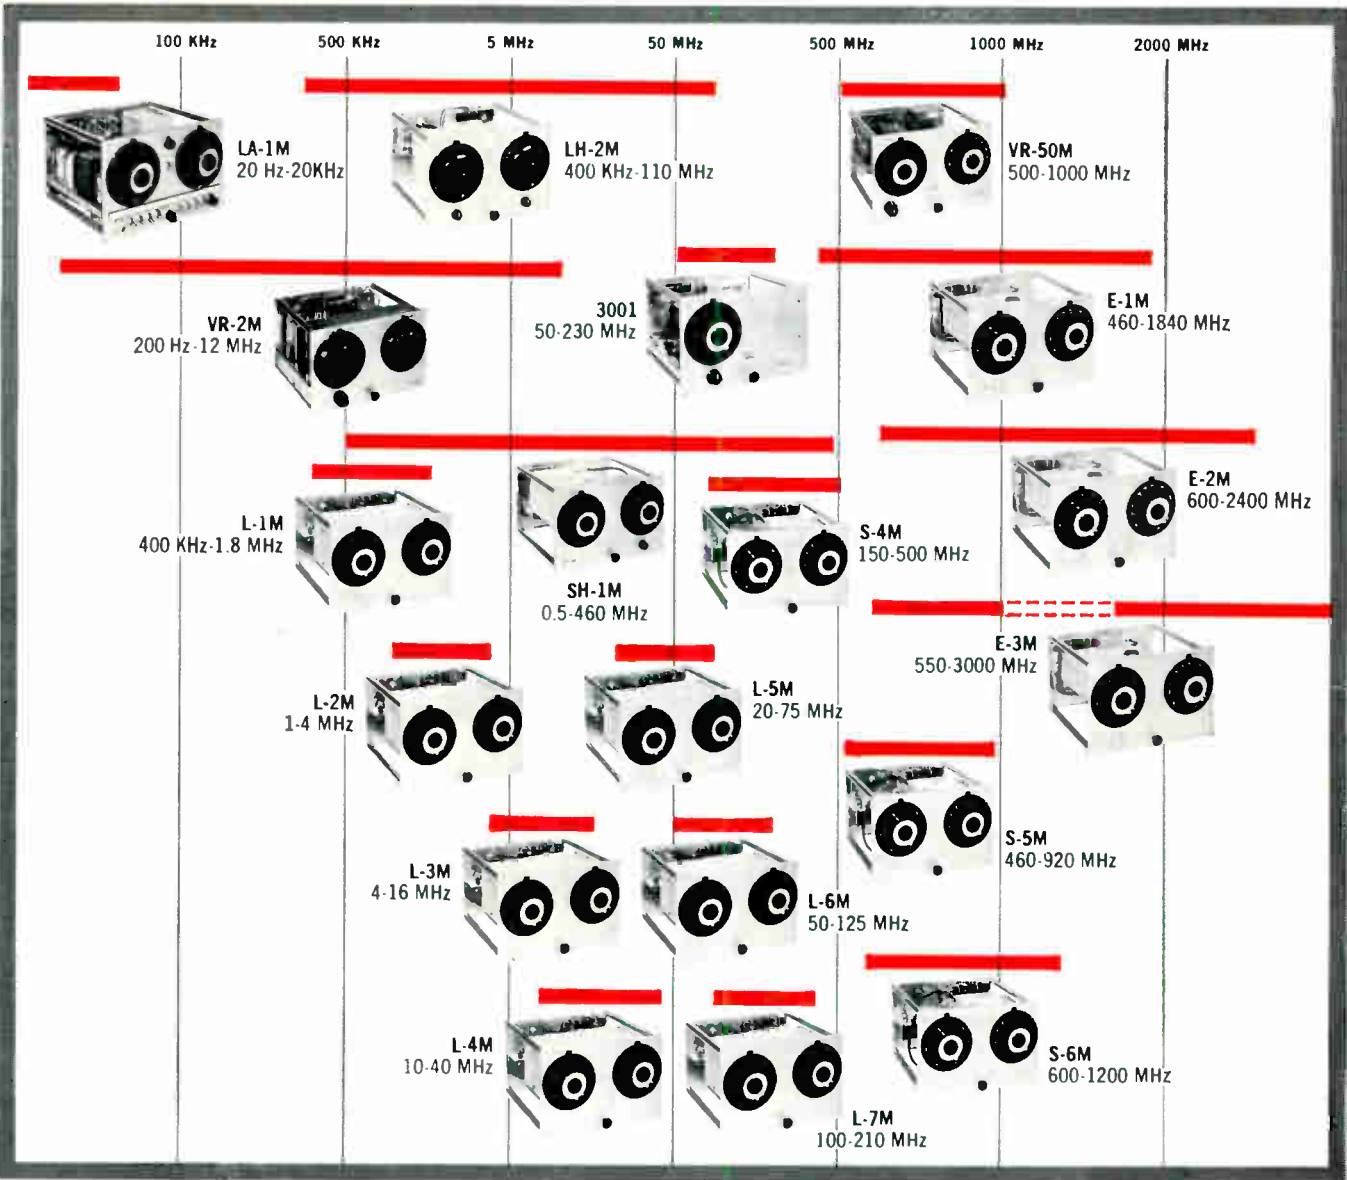 100 KHz 500 KHz 5 MHz 50 MHz 500 MHz 1000 MHz 2000 MHz
LA-1M
20 Hz-20KHz
LH-2M
400 KHz-110 MHz
VR-50M
500-1000 MHz
VR-2M
200 Hz-12 MHz
3001
50-230 MHz
E-1M
460-1840 MHz
L-1M
400 KHz-1.8 MHz
SH-1M
0.5-460 MHz
S-4M
150-500 MHz
E-2M
600-2400 MHz
E-3M
550-3000 MHz
L-2M
1-4 MHz
L-5M
20-75 MHz
S-5M
460-920 MHz
L-3M
4-16 MHz
L-6M
50-125 MHz
L-4M
10-40 MHz
L-7M
100-210 MHz
S-6M
600-1200 MHz